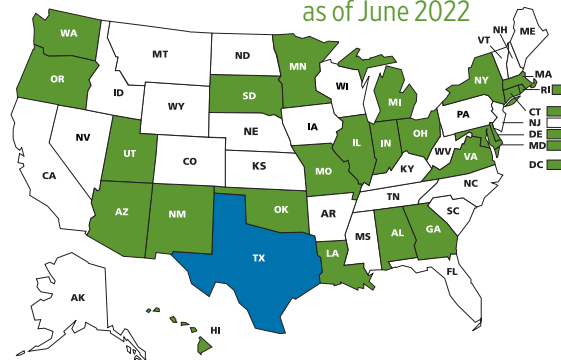 as of June 2022
WA
MT
ND
MN
VT
NH
ME
OR
ID
SD
WI
NY
MA
RI
WY
MI
CT
NJ
PA
IA
NE
NV
OH
DE
MD
IL
IN
UT
WV
VA
DC
CO
KS
MO
KY
CA
NC
TN
OK
AZ
NM
AR
SC
MS
AL
GA
TX
LA
FL
AK
HI